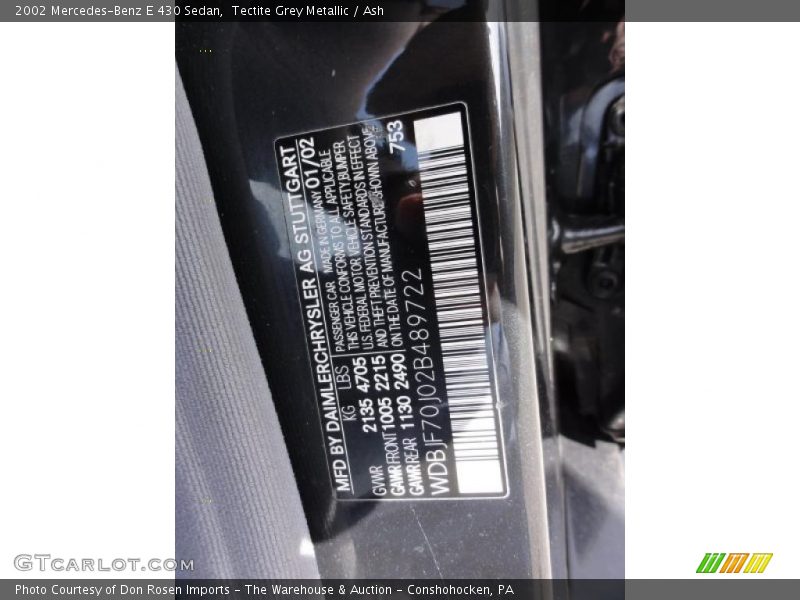 2002 Mercedes-Benz E 430 Sedan,  Tectite Grey Metallic / Ash
MFD BY DAIMLERCHRYSLER AG STUTTGART
KG LBS PASSENGER CAR MADE IN GERMANY 01/02
THIS VEHICLE CONFORMS TO ALL APPLICABLE
GVWR 2135 4705 U.S. FEDERAL MOTOR VEHICLE SAFETY, BUMPER
GAWR FRONT 1005 2215 AND THEFT PREVENTION STANDARDS IN EFFECT
GAWR REAR 1130 2490 ON THE DATE OF MANUFACTURE SHOWN ABOVE
WDBJF70J02B489722 753
GTCarlot.com
Photo Courtesy of Don Rosen Imports - The Warehouse & Auction - Conshohocken, PA